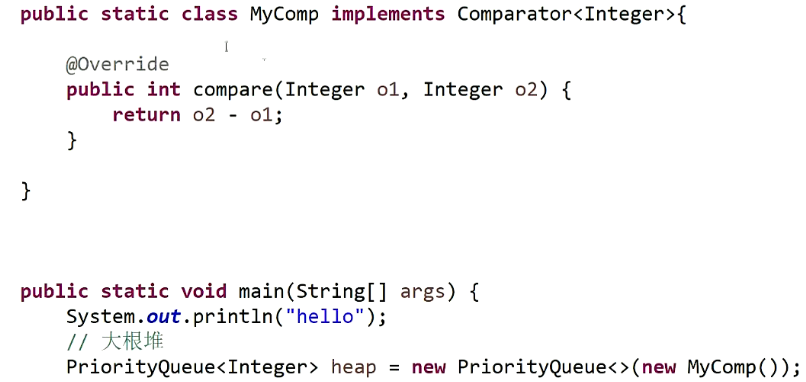 public static class MyComp implements Comparator<Integer>{
@Override
public int compare(Integer o1, Integer o2) {
return o2 - o1;
}
}
public static void main(String[] args) {
System.out.println("hello");
// 大根堆
PriorityQueue<Integer> heap = new PriorityQueue<>(new MyComp());